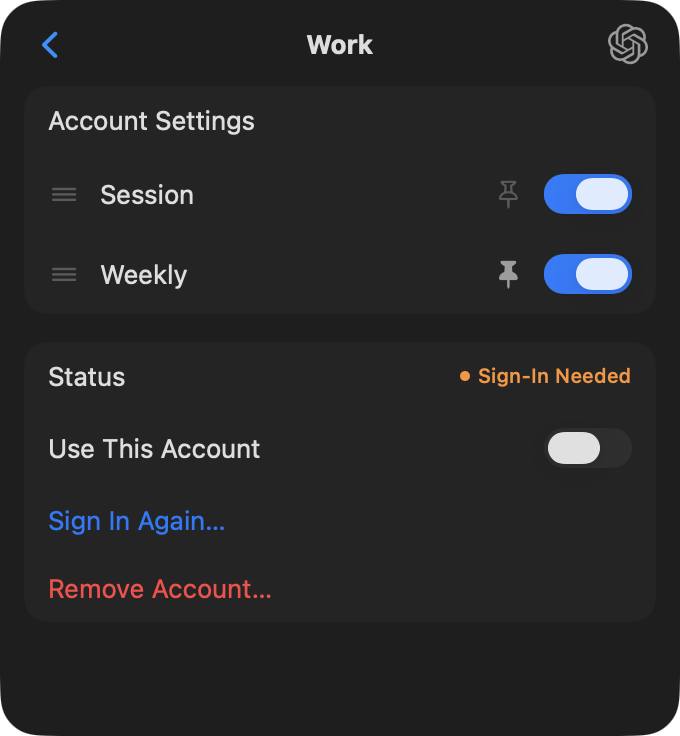 Work
Account Settings
Session
Weekly
Status
Sign-In Needed
Use This Account
Sign In Again...
Remove Account...